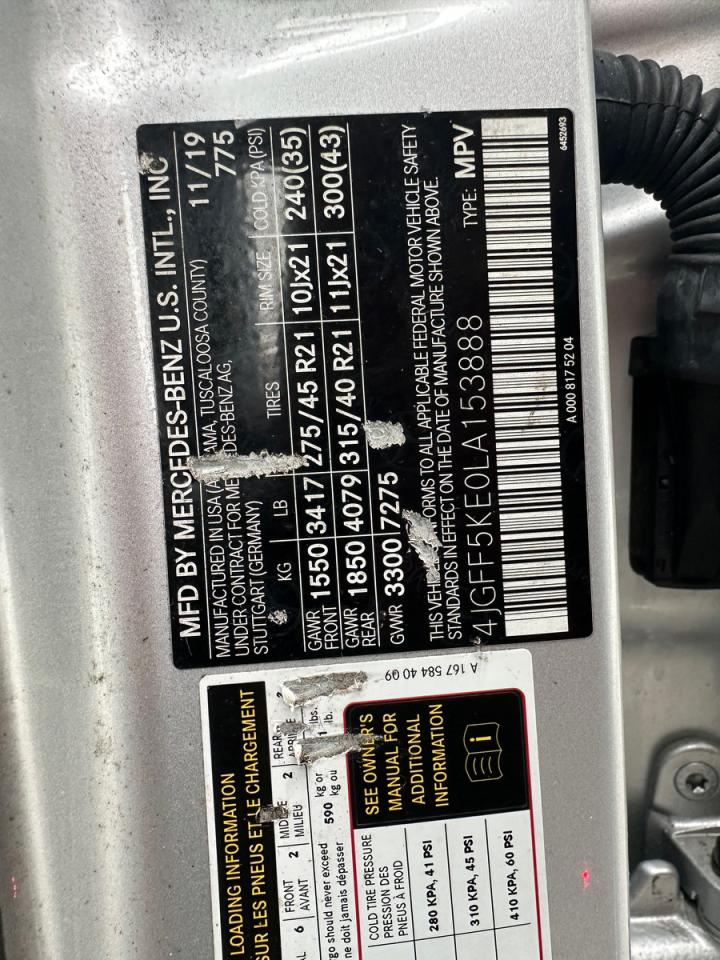 MFD BY MERCEDES-BENZ U.S. INTL., INC
MANUFACTURED IN USA ( AMA, TUSCALOOSA COUNTY) 11/19
UNDER CONTRACT FOR MERCEDES-BENZ AG, 775
STUTTGART (GERMANY)
KG LB TIRES RIM SIZE COLD KPA (PSI)
GAWR FRONT 1550 3417 275/45 R21 10Jx21 240(35)
GAWR REAR 1850 4079 315/40 R21 11Jx21 300(43)
GVWR 3300 7275
THIS ORMS TO ALL APPLICABLE FEDERAL MOTOR VEHICLE SAFETY
STANDARDS IN EFFECT ON THE DATE OF MANUFACTURE SHOWN ABOVE.
4JGFF5KE0LA153888 TYPE: MPV
A 000 817 52 04 6452693
LOADING INFORMATION
SUR LES PNEUS ET LE CHARGEMENT
AL 6 FRONT 2 2 REAR 2
AVANT MILIEU
rgo should never exceed 590 kg or lbs.
ne doit jamais dépasser kg ou lb.
COLD TIRE PRESSURE
PRESSION DES
PNEUS À FROID
280 KPA, 41 PSI
310 KPA, 45 PSI
410 KPA, 60 PSI
SEE OWNER'S
MANUAL FOR
ADDITIONAL
INFORMATION
i
A 167 584 40 09